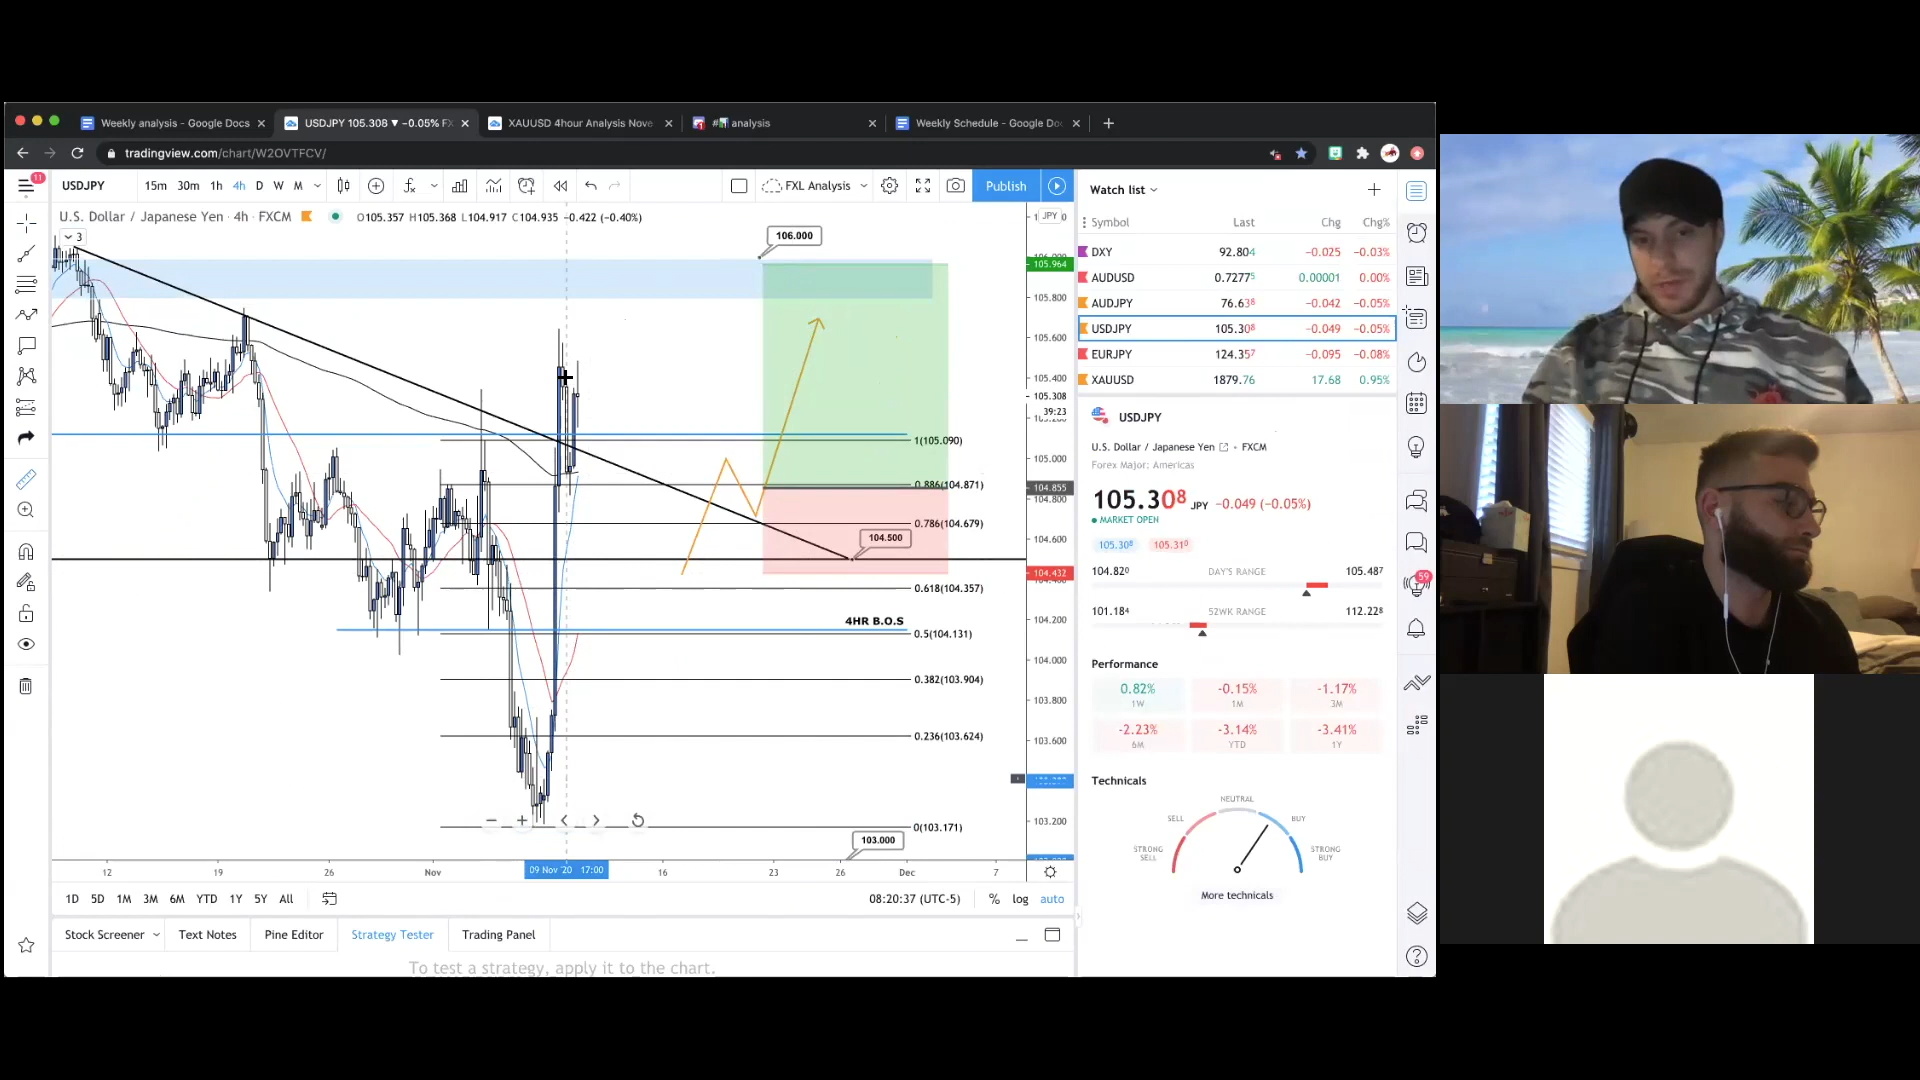 Weekly analysis - Google Docs
USDJPY 105.308 ▼ −0.05% FX
XAUUSD 4hour Analysis Nove
analysis
Weekly Schedule - Google Do
tradingview.com/chart/W2OVTFCV/
11
USDJPY
15m 30m 1h 4h D W M
FXL Analysis
Publish
U.S. Dollar / Japanese Yen · 4h · FXCM
O105.357 H105.368 L104.917 C104.935 −0.422 (−0.40%)
3
JPY
106.000
105.964
105.800
105.600
105.400
105.308
39:23
1(105.090)
105.000
0.886(104.871)
104.855
104.800
0.786(104.679)
104.500
104.600
104.432
0.618(104.357)
4HR B.O.S
104.200
0.5(104.131)
104.000
0.382(103.904)
103.800
0.236(103.624)
103.600
103.200
0(103.171)
103.000
12 19 26 Nov 09 Nov '20 17:00 16 23 26 Dec 7
1D 5D 1M 3M 6M YTD 1Y 5Y All
08:20:37 (UTC-5) % log auto
Stock Screener Text Notes Pine Editor Strategy Tester Trading Panel
To test a strategy, apply it to the chart.
Watch list
Symbol Last Chg Chg%
DXY 92.804 −0.025 −0.03%
AUDUSD 0.72775 0.00001 0.00%
AUDJPY 76.638 −0.042 −0.05%
USDJPY 105.308 −0.049 −0.05%
EURJPY 124.357 −0.095 −0.08%
XAUUSD 1879.76 17.68 0.95%
USDJPY
U.S. Dollar / Japanese Yen • FXCM
Forex Major: Americas
105.308 JPY −0.049 (−0.05%)
MARKET OPEN
105.308 105.310
104.820 DAY'S RANGE 105.487
101.184 52WK RANGE 112.228
Performance
0.82% -0.15% -1.17%
1W 1M 3M
-2.23% -3.14% -3.41%
6M YTD 1Y
Technicals
NEUTRAL
SELL BUY
STRONG SELL STRONG BUY
More technicals
59